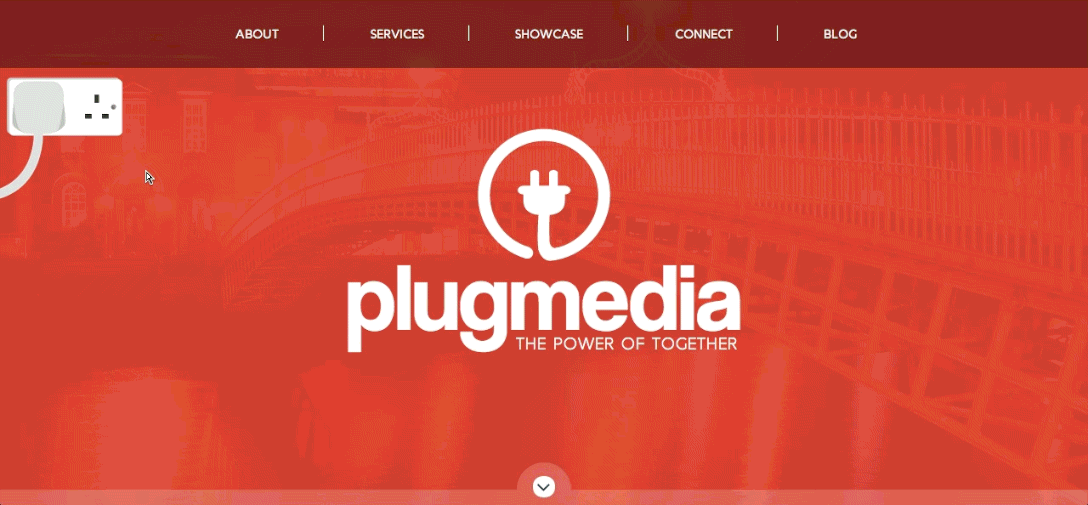 ABOUT
SERVICES
SHOWCASE
CONNECT
BLOG
plugmedia
THE POWER OF TOGETHER